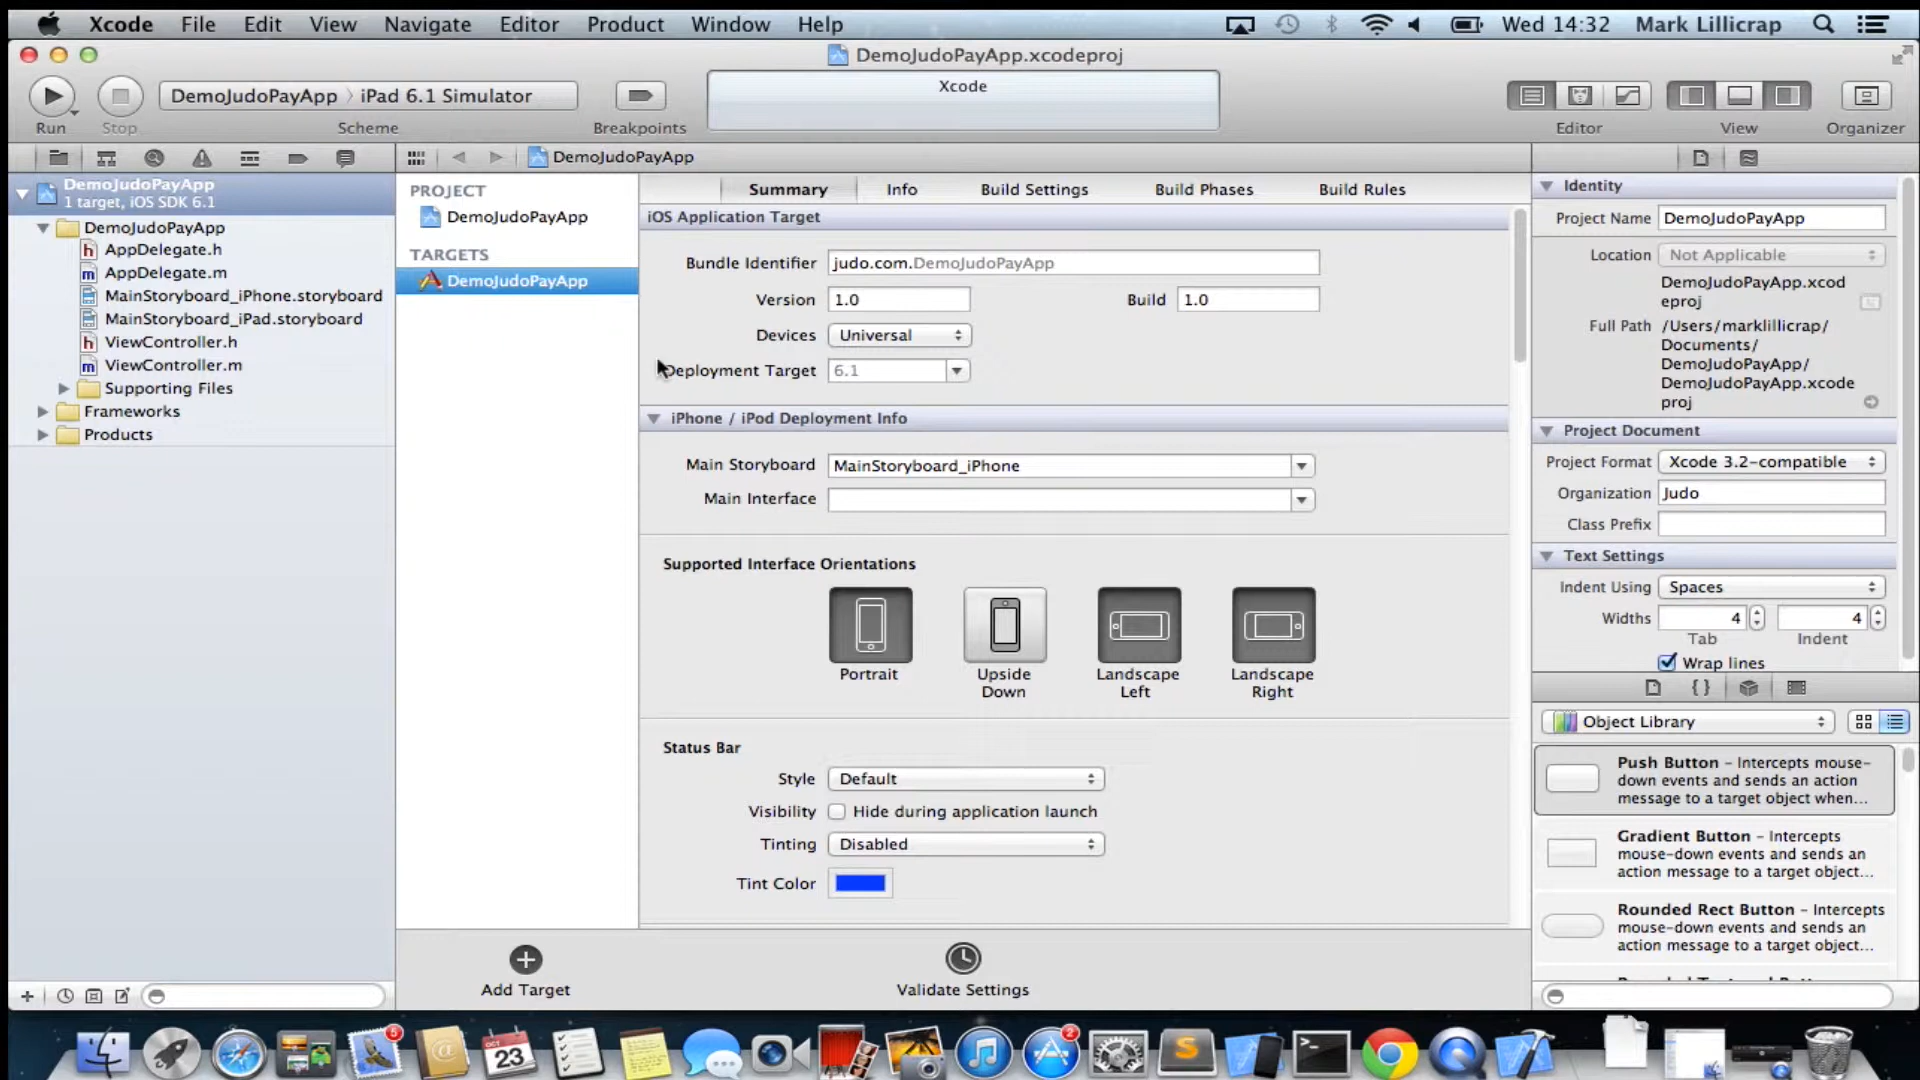 Xcode File Edit View Navigate Editor Product Window Help Wed 14:32 Mark Lillicrap
DemoJudoPayApp.xcodeproj
DemoJudoPayApp iPad 6.1 Simulator
Xcode
Run Stop Scheme Breakpoints Editor View Organizer
DemoJudoPayApp
DemoJudoPayApp
1 target, iOS SDK 6.1
DemoJudoPayApp
AppDelegate.h
AppDelegate.m
MainStoryboard_iPhone.storyboard
MainStoryboard_iPad.storyboard
ViewController.h
ViewController.m
Supporting Files
Frameworks
Products
PROJECT
DemoJudoPayApp
TARGETS
DemoJudoPayApp
Summary Info Build Settings Build Phases Build Rules
iOS Application Target
Bundle Identifier judo.com.DemoJudoPayApp
Version 1.0 Build 1.0
Devices Universal
Deployment Target 6.1
iPhone / iPod Deployment Info
Main Storyboard MainStoryboard_iPhone
Main Interface
Supported Interface Orientations
Portrait
Upside
Down
Landscape
Left
Landscape
Right
Status Bar
Style Default
Visibility Hide during application launch
Tinting Disabled
Tint Color
Add Target Validate Settings
Identity
Project Name DemoJudoPayApp
Location Not Applicable
DemoJudoPayApp.xcod
eproj
Full Path /Users/marklillicrap/
Documents/
DemoJudoPayApp/
DemoJudoPayApp.xcode
proj
Project Document
Project Format Xcode 3.2-compatible
Organization Judo
Class Prefix
Text Settings
Indent Using Spaces
Widths 4 4
Tab Indent
Wrap lines
{ }
Object Library
Push Button – Intercepts mouse-
down events and sends an action
message to a target object when...
Gradient Button – Intercepts
mouse-down events and sends an
action message to a target object...
Rounded Rect Button – Intercepts
mouse-down events and sends an
action message to a target object...
5
23
2
S
>_